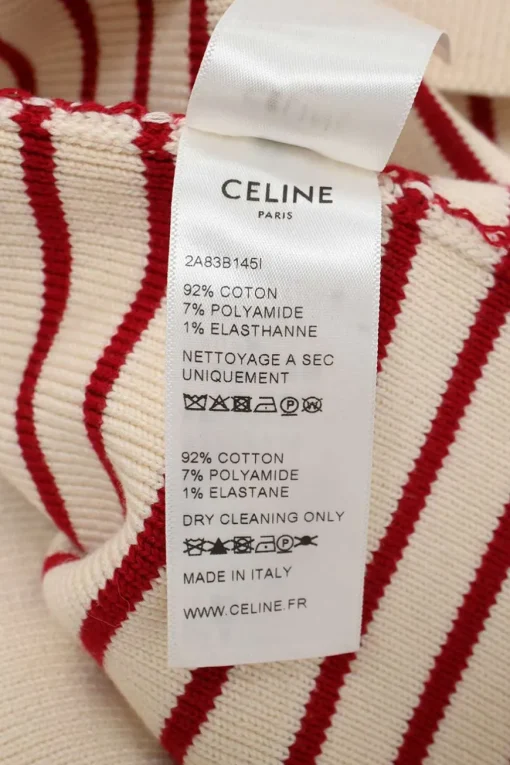 CELINE
PARIS
2A83B145I
92% COTON
7% POLYAMIDE
1% ELASTHANNE
NETTOYAGE A SEC
UNIQUEMENT
P W
92% COTTON
7% POLYAMIDE
1% ELASTANE
DRY CLEANING ONLY
P
MADE IN ITALY
WWW.CELINE.FR